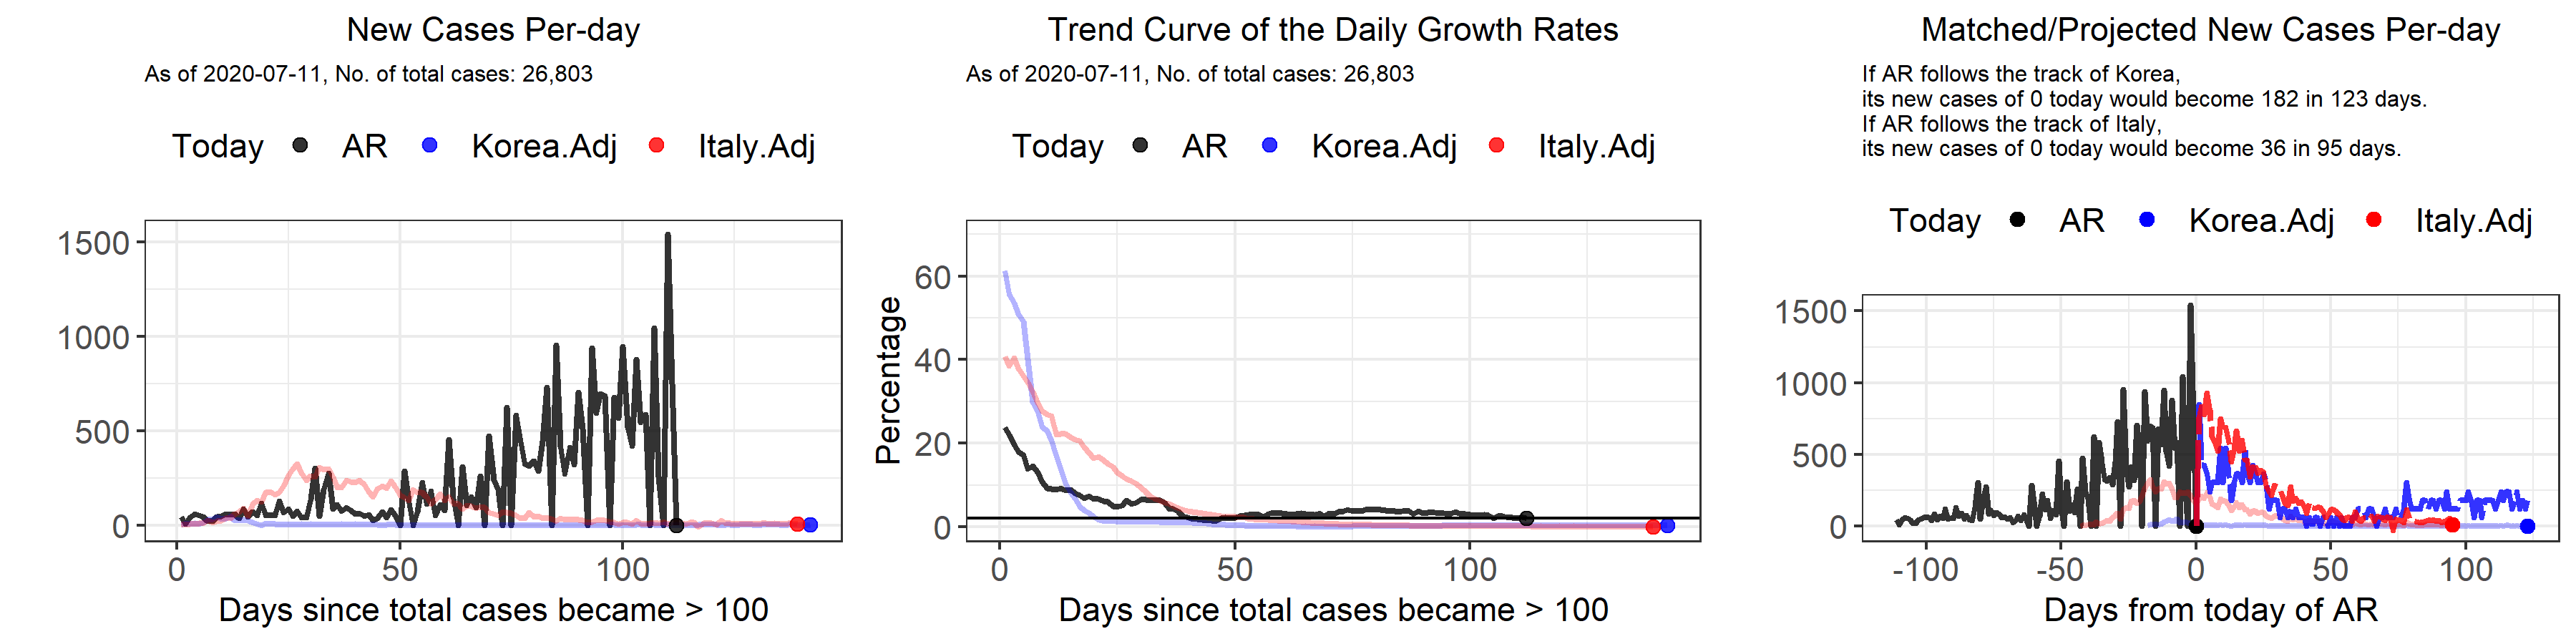 New Cases Per-day
As of 2020-07-11, No. of total cases: 26,803
Today AR Korea.Adj Italy.Adj
1500
1000
500
0
0 50 100
Days since total cases became > 100
Trend Curve of the Daily Growth Rates
As of 2020-07-11, No. of total cases: 26,803
Today AR Korea.Adj Italy.Adj
Percentage
60
40
20
0
0 50 100
Days since total cases became > 100
Matched/Projected New Cases Per-day
If AR follows the track of Korea,
its new cases of 0 today would become 182 in 123 days.
If AR follows the track of Italy,
its new cases of 0 today would become 36 in 95 days.
Today AR Korea.Adj Italy.Adj
1500
1000
500
0
-100 -50 0 50 100
Days from today of AR